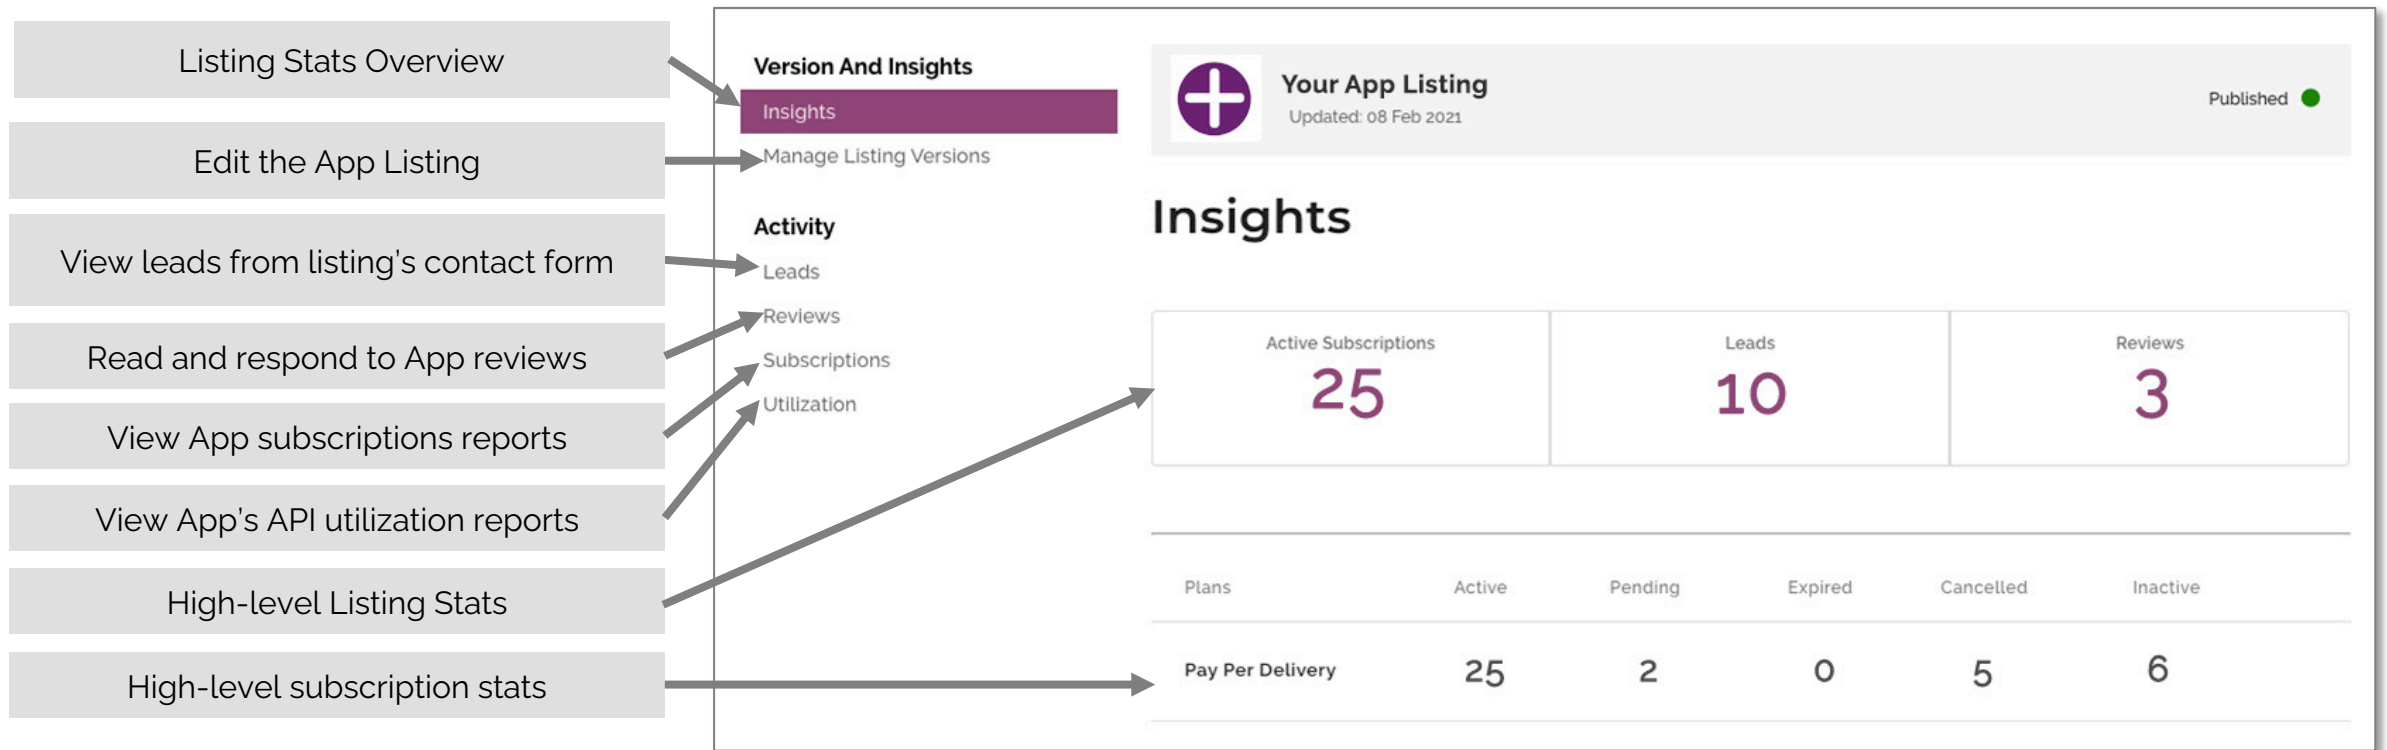 Listing Stats Overview
Edit the App Listing
View leads from listing's contact form
Read and respond to App reviews
View App subscriptions reports
View App's API utilization reports
High-level Listing Stats
High-level subscription stats
Version And Insights
Insights
Manage Listing Versions
Activity
Leads
Reviews
Subscriptions
Utilization
Your App Listing
Updated: 08 Feb 2021
Published
Insights
Active Subscriptions Leads Reviews
25 10 3
Plans Active Pending Expired Cancelled Inactive
Pay Per Delivery 25 2 0 5 6